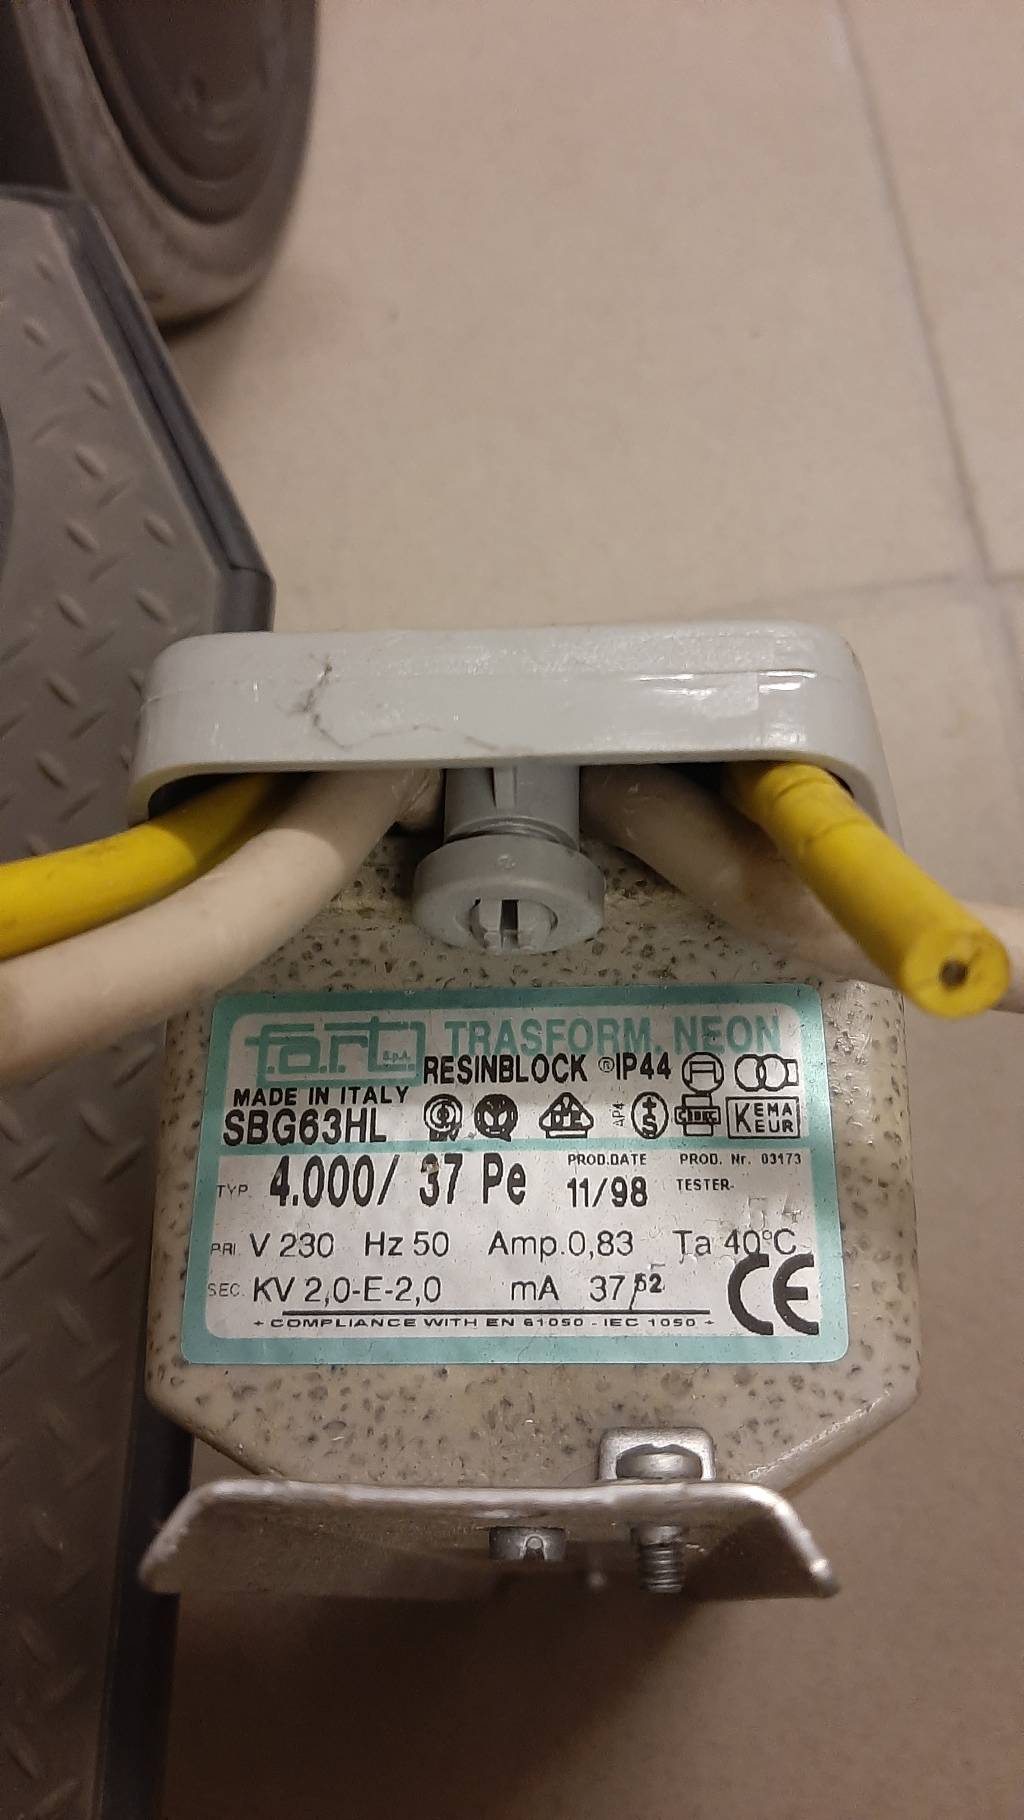 f.a.r.t. S.p.A. TRASFORM. NEON
RESINBLOCK ® IP44
MADE IN ITALY
SBG63HL KEMA EUR
TYP. 4.000/ 37 Pe PROD.DATE 11/98 PROD. Nr. 03173
TESTER
PRI. V 230 Hz 50 Amp.0,83 Ta 40°C
SEC. KV 2,0-E-2,0 mA 37/52 CE
COMPLIANCE WITH EN 61050 - IEC 1050